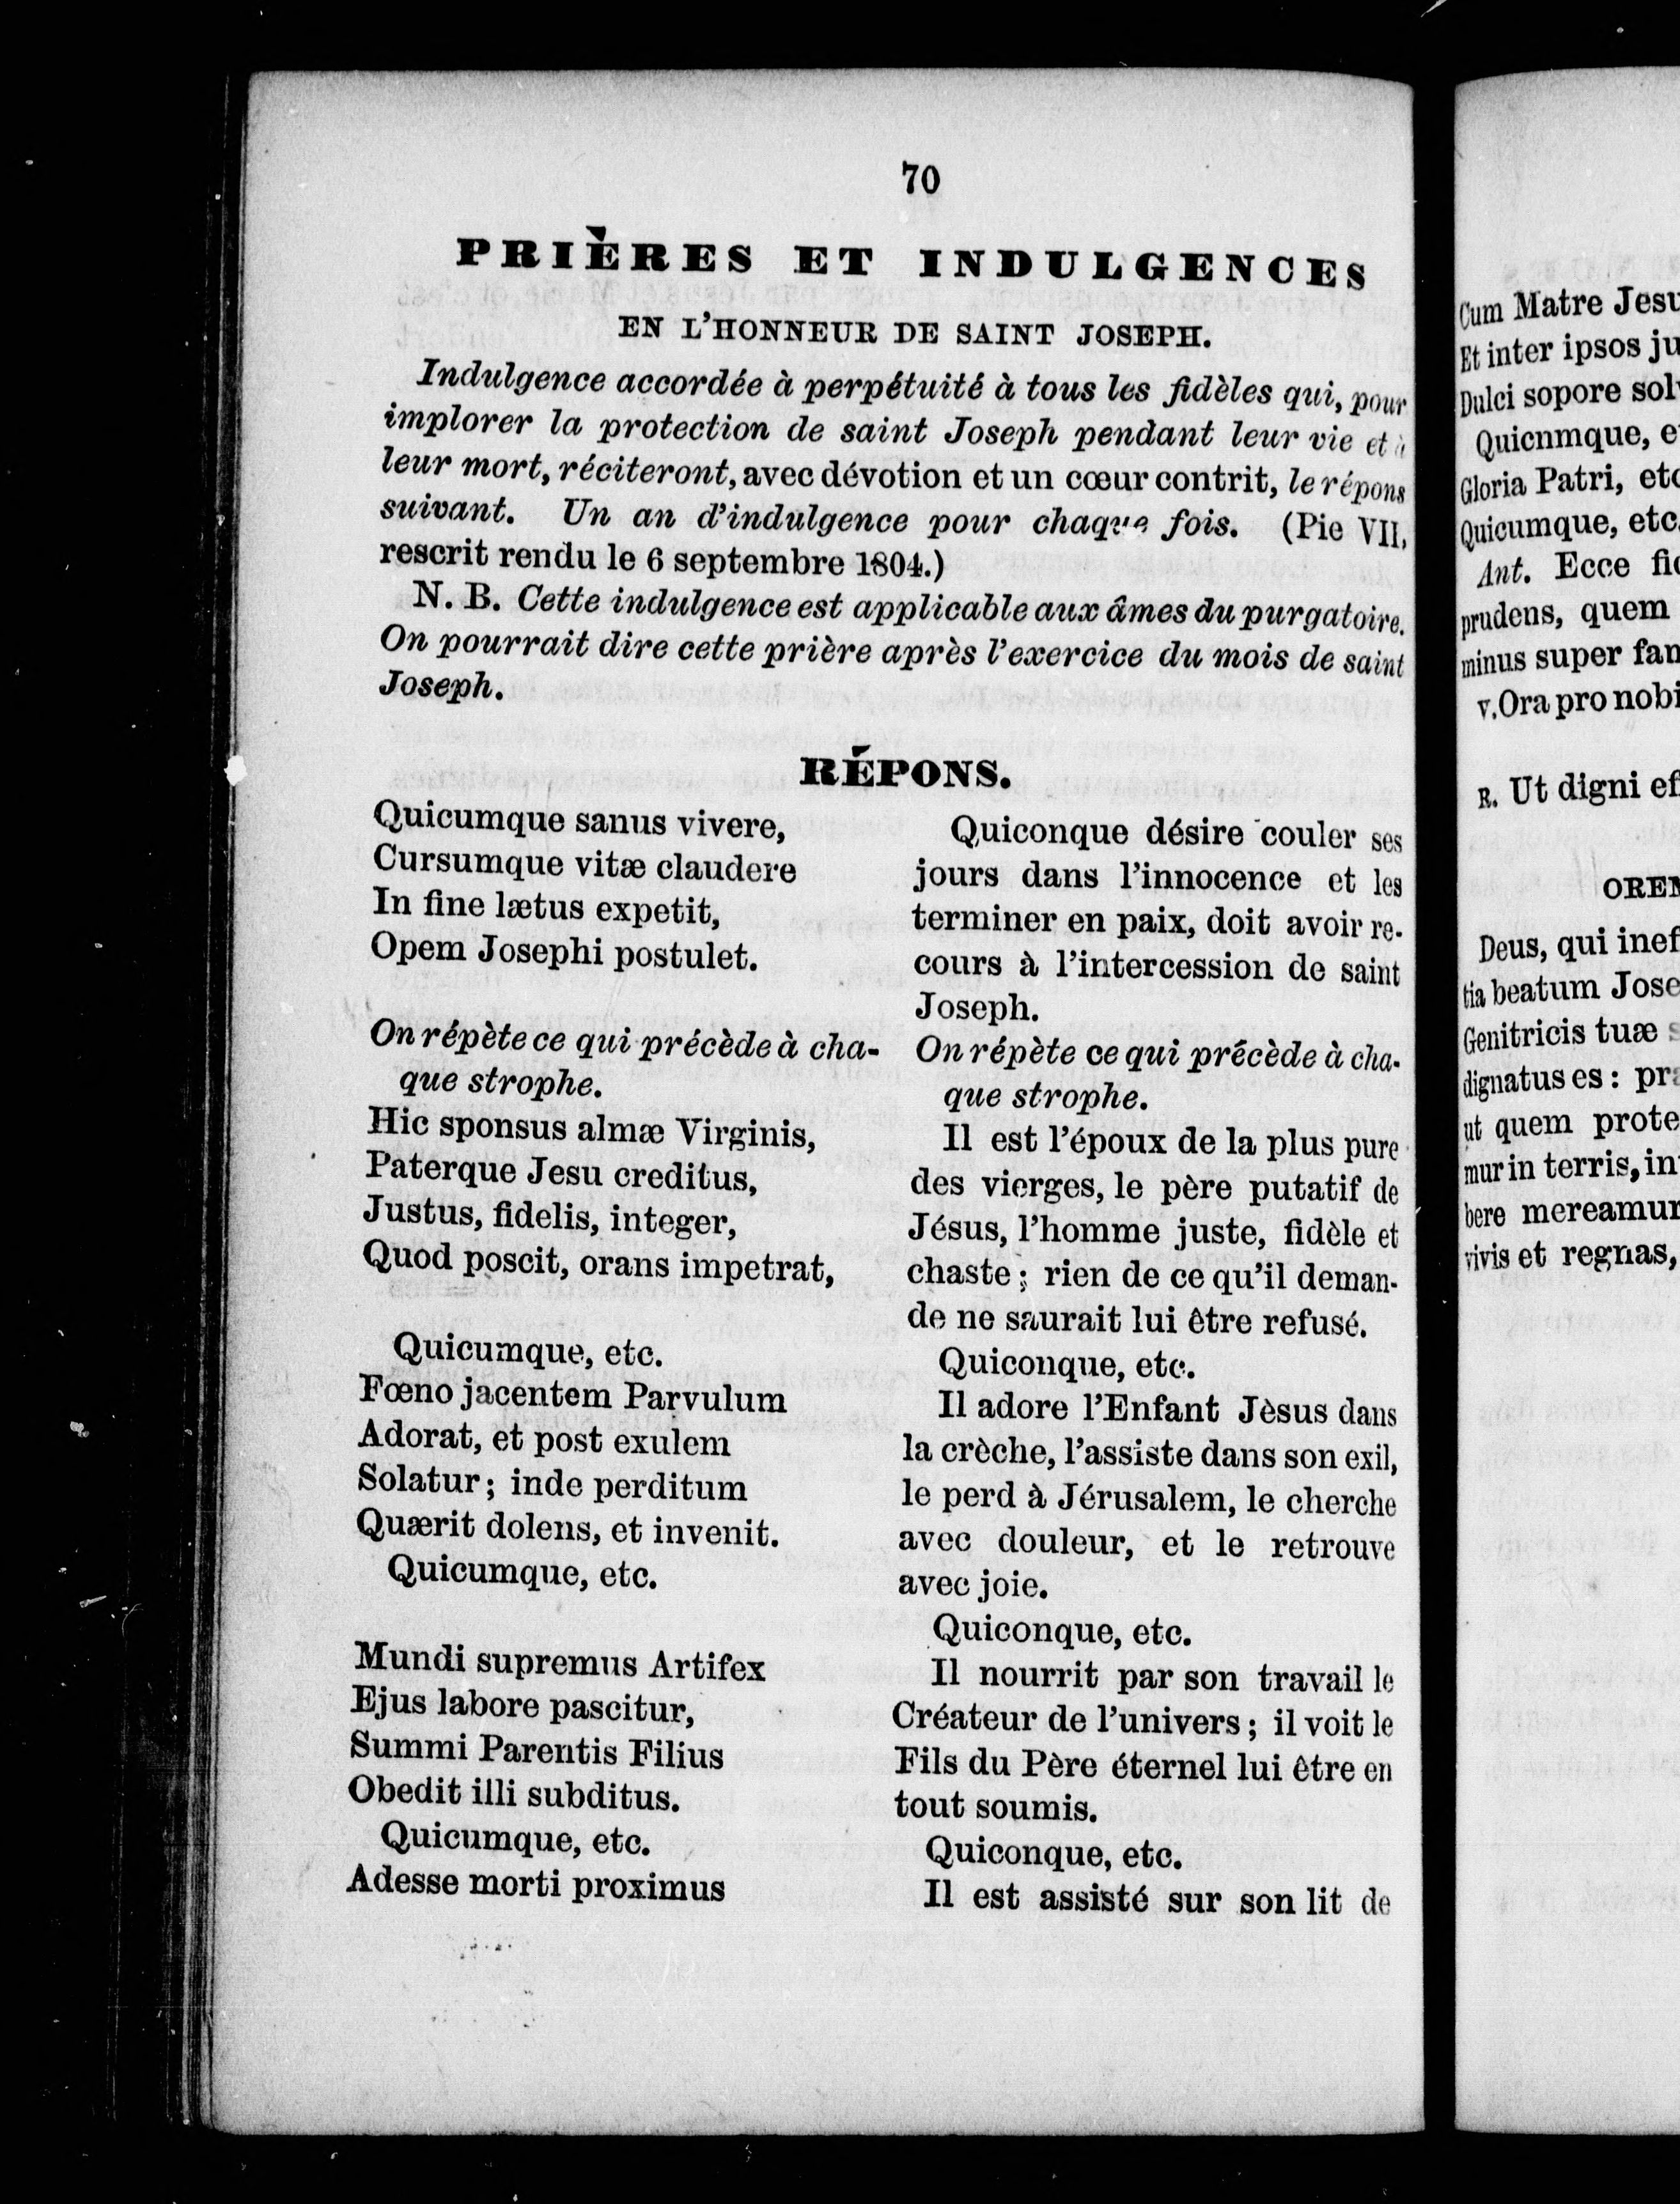 70
PRIÈRES ET INDULGENCES
EN L'HONNEUR DE SAINT JOSEPH.
Indulgence accordée à perpétuité à tous les fidèles qui, pour
implorer la protection de saint Joseph pendant leur vie et à
leur mort, réciteront, avec dévotion et un cœur contrit, le répons
suivant. Un an d'indulgence pour chaque fois. (Pie VII,
rescrit rendu le 6 septembre 1804.)
N. B. Cette indulgence est applicable aux âmes du purgatoire.
On pourrait dire cette prière après l'exercice du mois de saint
Joseph.
RÉPONS.
Quicumque sanus vivere,
Cursumque vitæ claudere
In fine lætus expetit,
Opem Josephi postulet.
On répète ce qui précède à cha-
que strophe.
Hic sponsus almæ Virginis,
Paterque Jesu creditus,
Justus, fidelis, integer,
Quod poscit, orans impetrat,
Quicumque, etc.
Fœno jacentem Parvulum
Adorat, et post exulem
Solatur; inde perditum
Quærit dolens, et invenit.
Quicumque, etc.
Mundi supremus Artifex
Ejus labore pascitur,
Summi Parentis Filius
Obedit illi subditus.
Quicumque, etc.
Adesse morti proximus
Quiconque désire couler ses
jours dans l'innocence et les
terminer en paix, doit avoir re-
cours à l'intercession de saint
Joseph.
On répète ce qui précède à cha-
que strophe.
Il est l'époux de la plus pure
des vierges, le père putatif de
Jésus, l'homme juste, fidèle et
chaste; rien de ce qu'il deman-
de ne saurait lui être refusé.
Quiconque, etc.
Il adore l'Enfant Jèsus dans
la crèche, l'assiste dans son exil,
le perd à Jérusalem, le cherche
avec douleur, et le retrouve
avec joie.
Quiconque, etc.
Il nourrit par son travail le
Créateur de l'univers; il voit le
Fils du Père éternel lui être en
tout soumis.
Quiconque, etc.
Il est assisté sur son lit de
Cum Matre
Et inter ipsos
Dulci sopore
Quicnmque,
Gloria Patri,
Quicumque, etc.
Ant. Ecce
prudens, quem
minus super
v. Ora pro
R. Ut digni
Deus, qui
tia beatum
Genitricis tuæ
dignatus es:
ut quem
mur in terris,
bere mereamur
vivis et regnas,